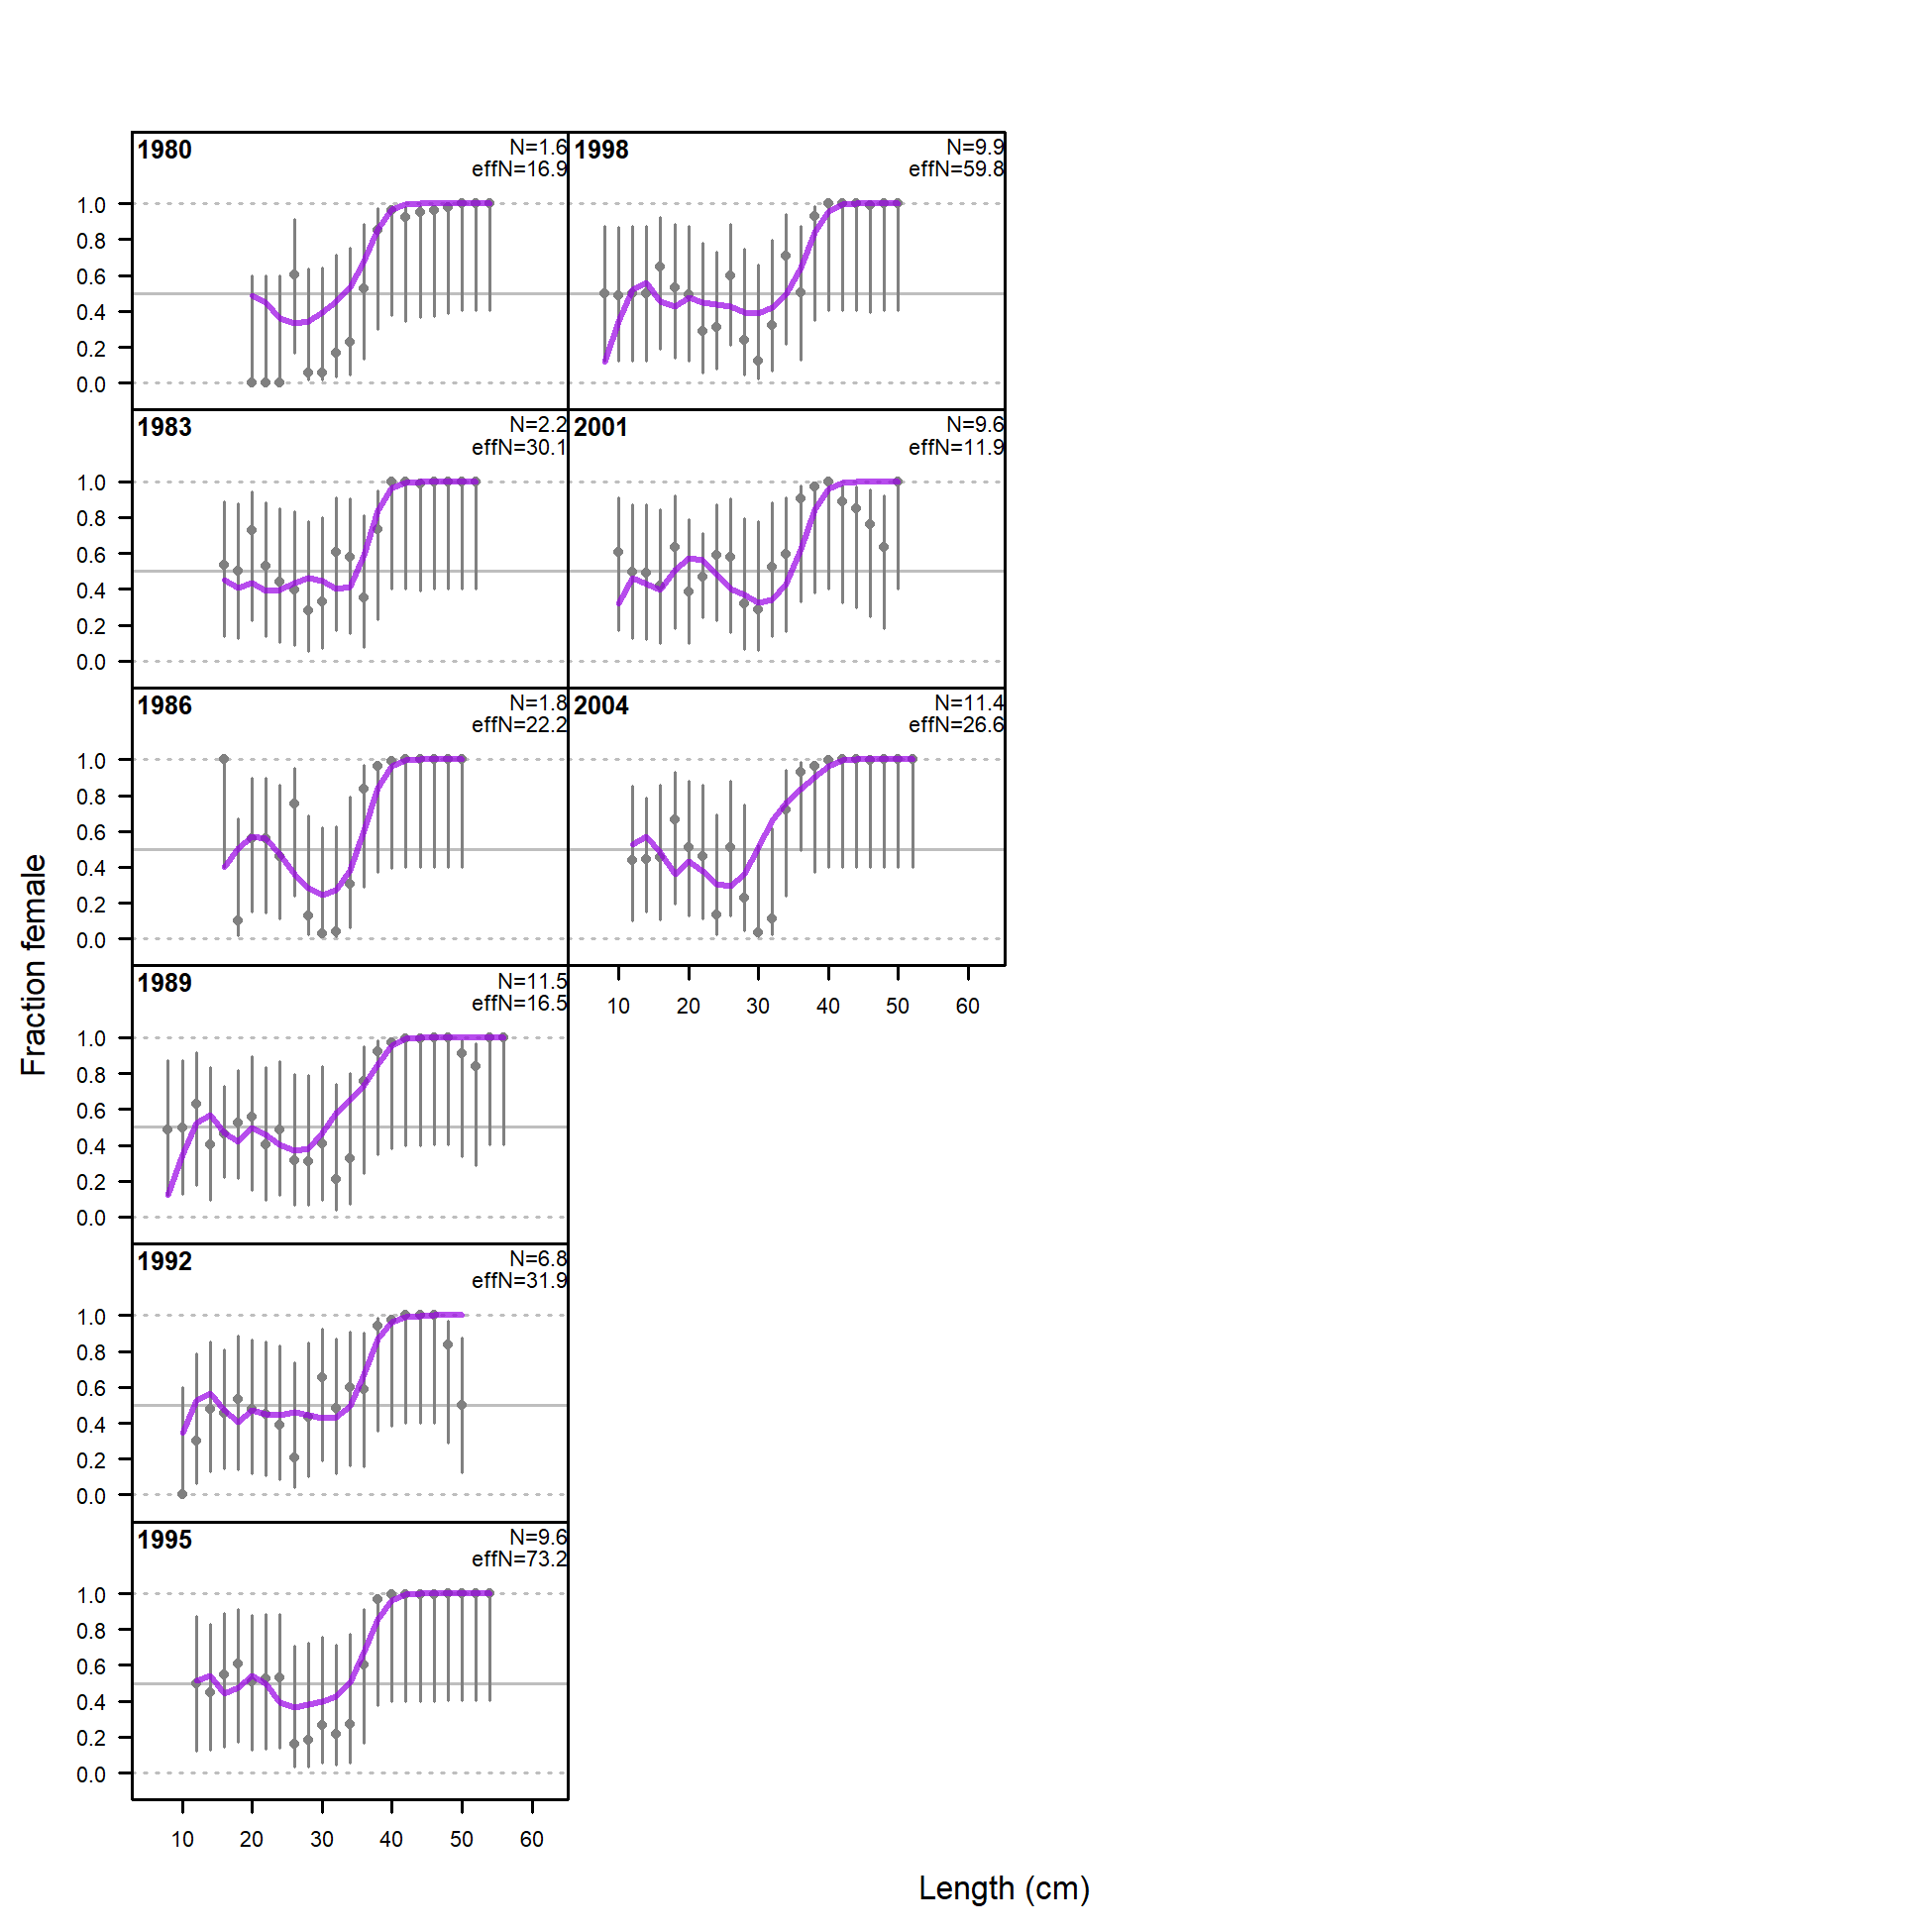 1980
N=1.6
effN=16.9
1.0
0.8
0.6
0.4
0.2
0.0
1983
N=2.2
effN=30.1
1.0
0.8
0.6
0.4
0.2
0.0
1986
N=1.8
effN=22.2
1.0
0.8
0.6
0.4
0.2
0.0
1989
N=11.5
effN=16.5
1.0
0.8
0.6
0.4
0.2
0.0
1992
N=6.8
effN=31.9
1.0
0.8
0.6
0.4
0.2
0.0
1995
N=9.6
effN=73.2
1.0
0.8
0.6
0.4
0.2
0.0
10 20 30 40 50 60
1998
N=9.9
effN=59.8
2001
N=9.6
effN=11.9
2004
N=11.4
effN=26.6
10 20 30 40 50 60
Fraction female
Length (cm)